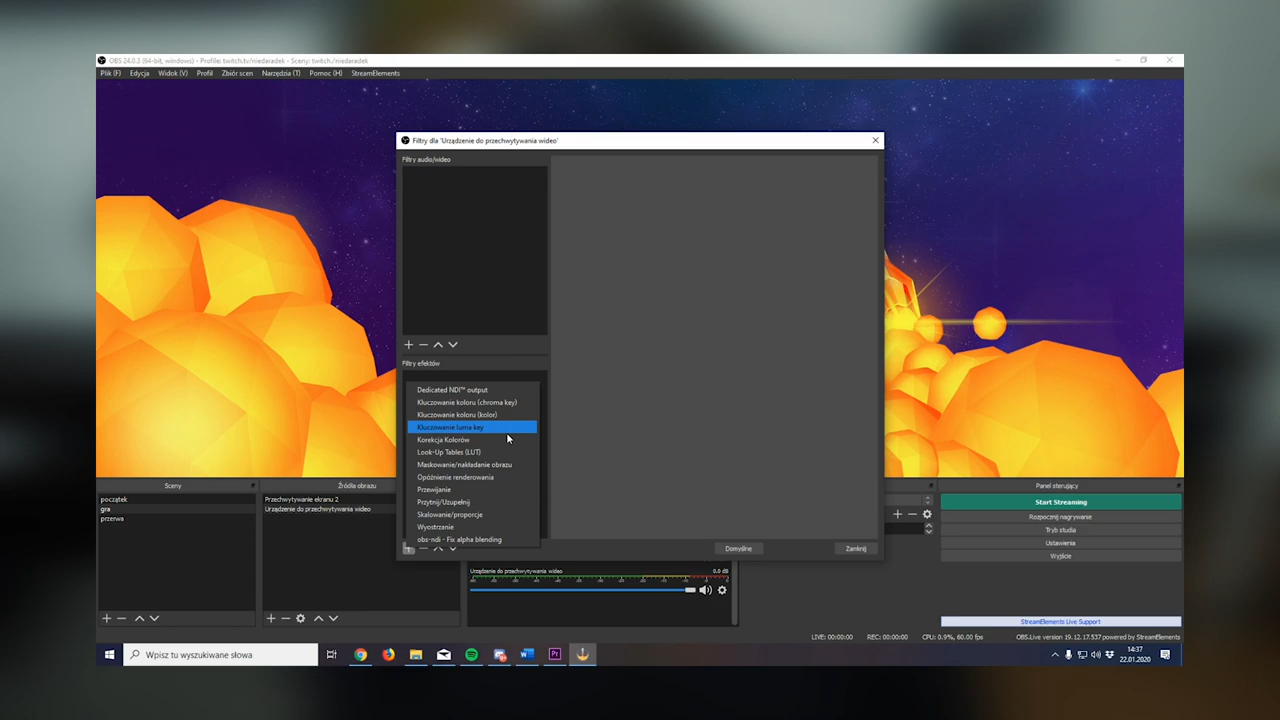 OBS 24.0.3 (64-bit, windows) - Profile: twitch.tv/niedaradek - Sceny: twitch./niedaradek
Plik (F) Edycja Widok (V) Profil Zbiór scen Narzędzia (T) Pomoc (H) StreamElements
Filtry dla 'Urządzenie do przechwytywania wideo'
Filtry audio/wideo
Filtry efektów
Dedicated NDI™ output
Kluczowanie koloru (chroma key)
Kluczowanie koloru (kolor)
Kluczowanie luma key
Korekcja Kolorów
Look-Up Tables (LUT)
Maskowanie/nakładanie obrazu
Opóźnienie renderowania
Przewijanie
Przytnij/Uzupełnij
Skalowanie/proporcje
Wyostrzanie
obs-ndi - Fix alpha blending
Domyślne
Zamknij
Sceny
początek
gra
przerwa
Źródła obrazu
Przechwytywanie ekranu 2
Urządzenie do przechwytywania wideo
Urządzenie do przechwytywania wideo 0.0 dB
Panel sterujący
Start Streaming
Rozpocznij nagrywanie
Tryb studia
Ustawienia
Wyjście
StreamElements Live Support
LIVE: 00:00:00 REC: 00:00:00 CPU: 0.9%, 60.00 fps OBS.Live version 19.12.17.537 powered by StreamElements
Wpisz tu wyszukiwane słowa
14:37
22.01.2020